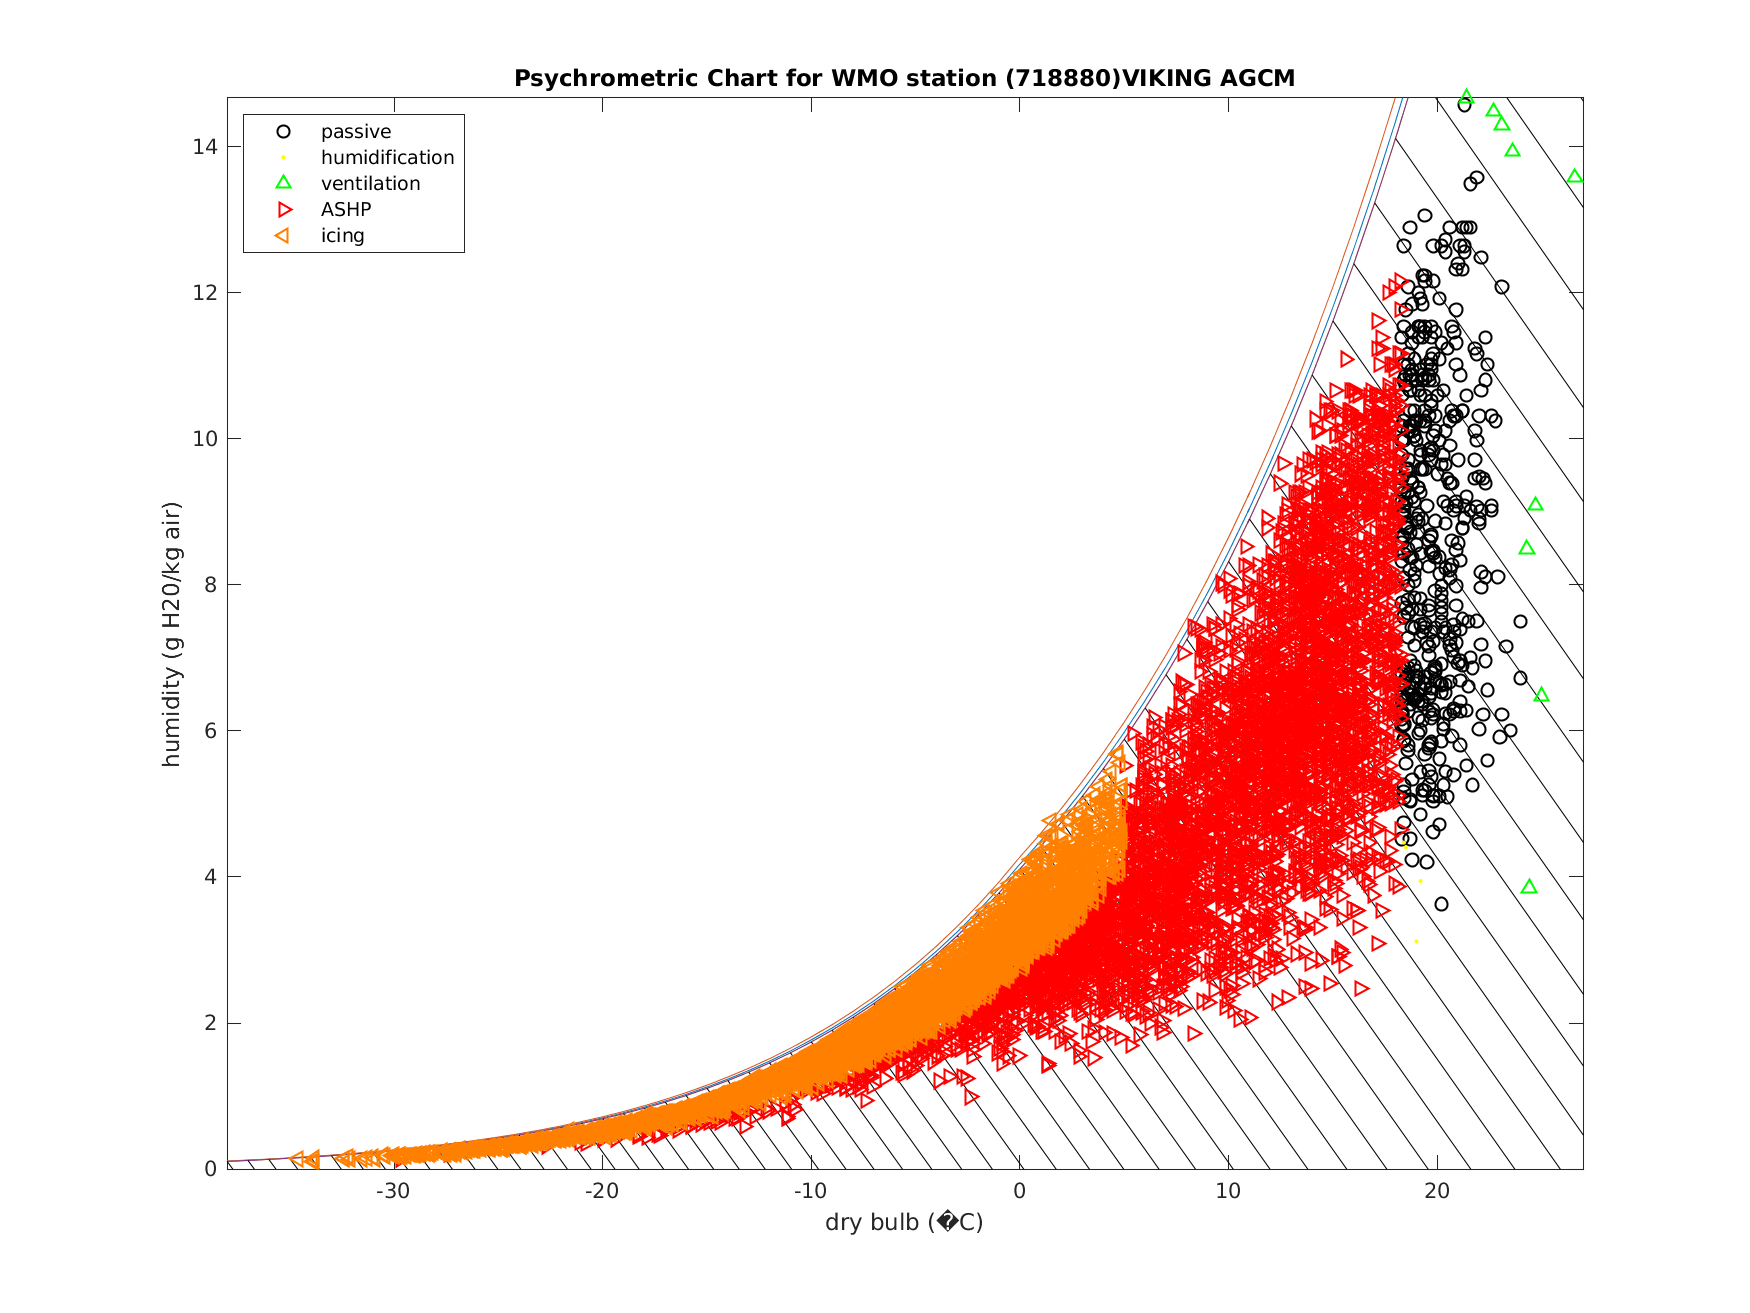 Psychrometric Chart for WMO station (718880)VIKING AGCM
passive
humidification
ventilation
ASHP
icing
humidity (g H20/kg air)
14
12
10
8
6
4
2
0
-30 -20 -10 0 10 20
dry bulb (�C)